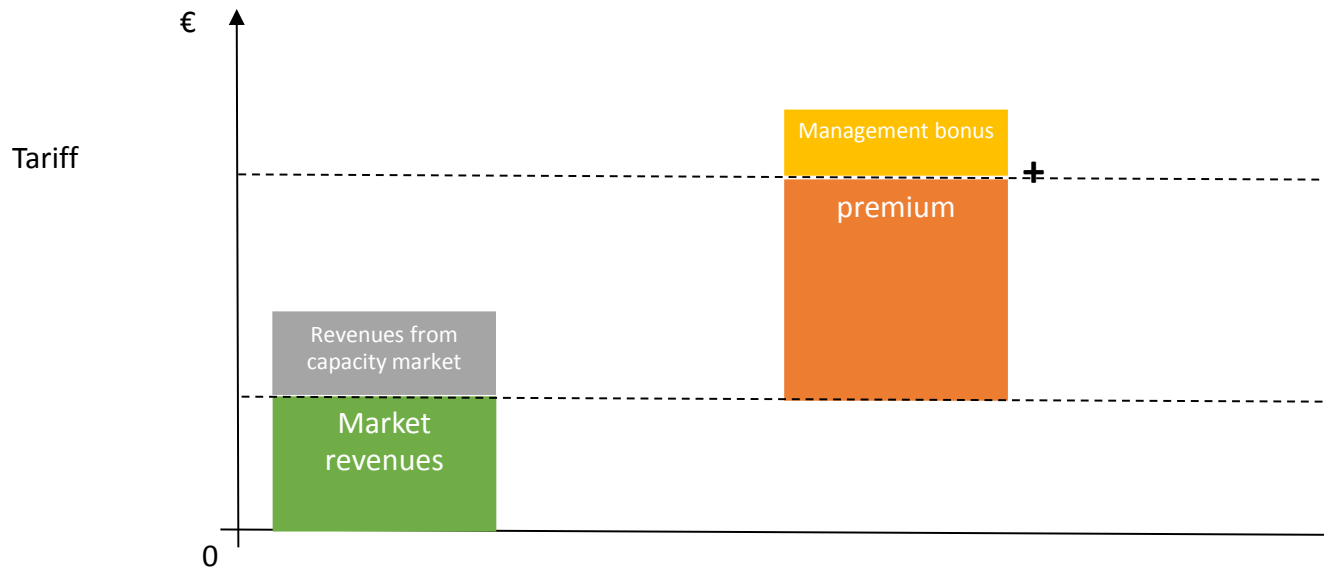 €
Management bonus
Tariff
+
premium
Revenues from
capacity market
Market
revenues
0